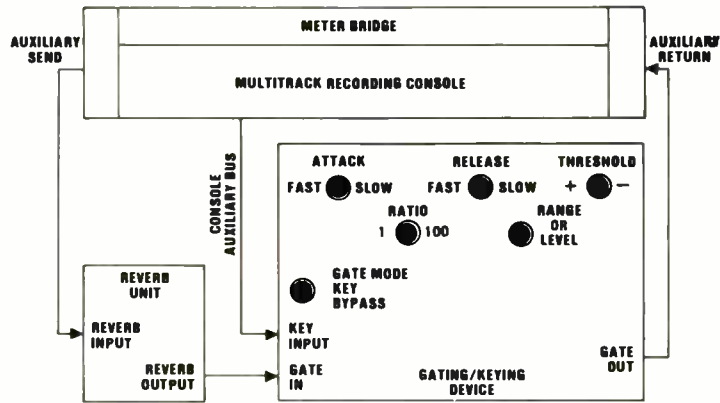 METER BRIDGE
AUXILIARY
SEND
AUXILIARY
RETURN
MULTITRACK RECORDING CONSOLE
CONSOLE
AUXILIARY BUS
ATTACK
FAST SLOW
RELEASE
FAST SLOW
THRESHOLD
+ −
RATIO
1 100
RANGE
OR
LEVEL
GATE MODE
KEY
BYPASS
REVERB
UNIT
REVERB
INPUT
REVERB
OUTPUT
KEY
INPUT
GATE
IN
GATE
OUT
GATING/KEYING
DEVICE